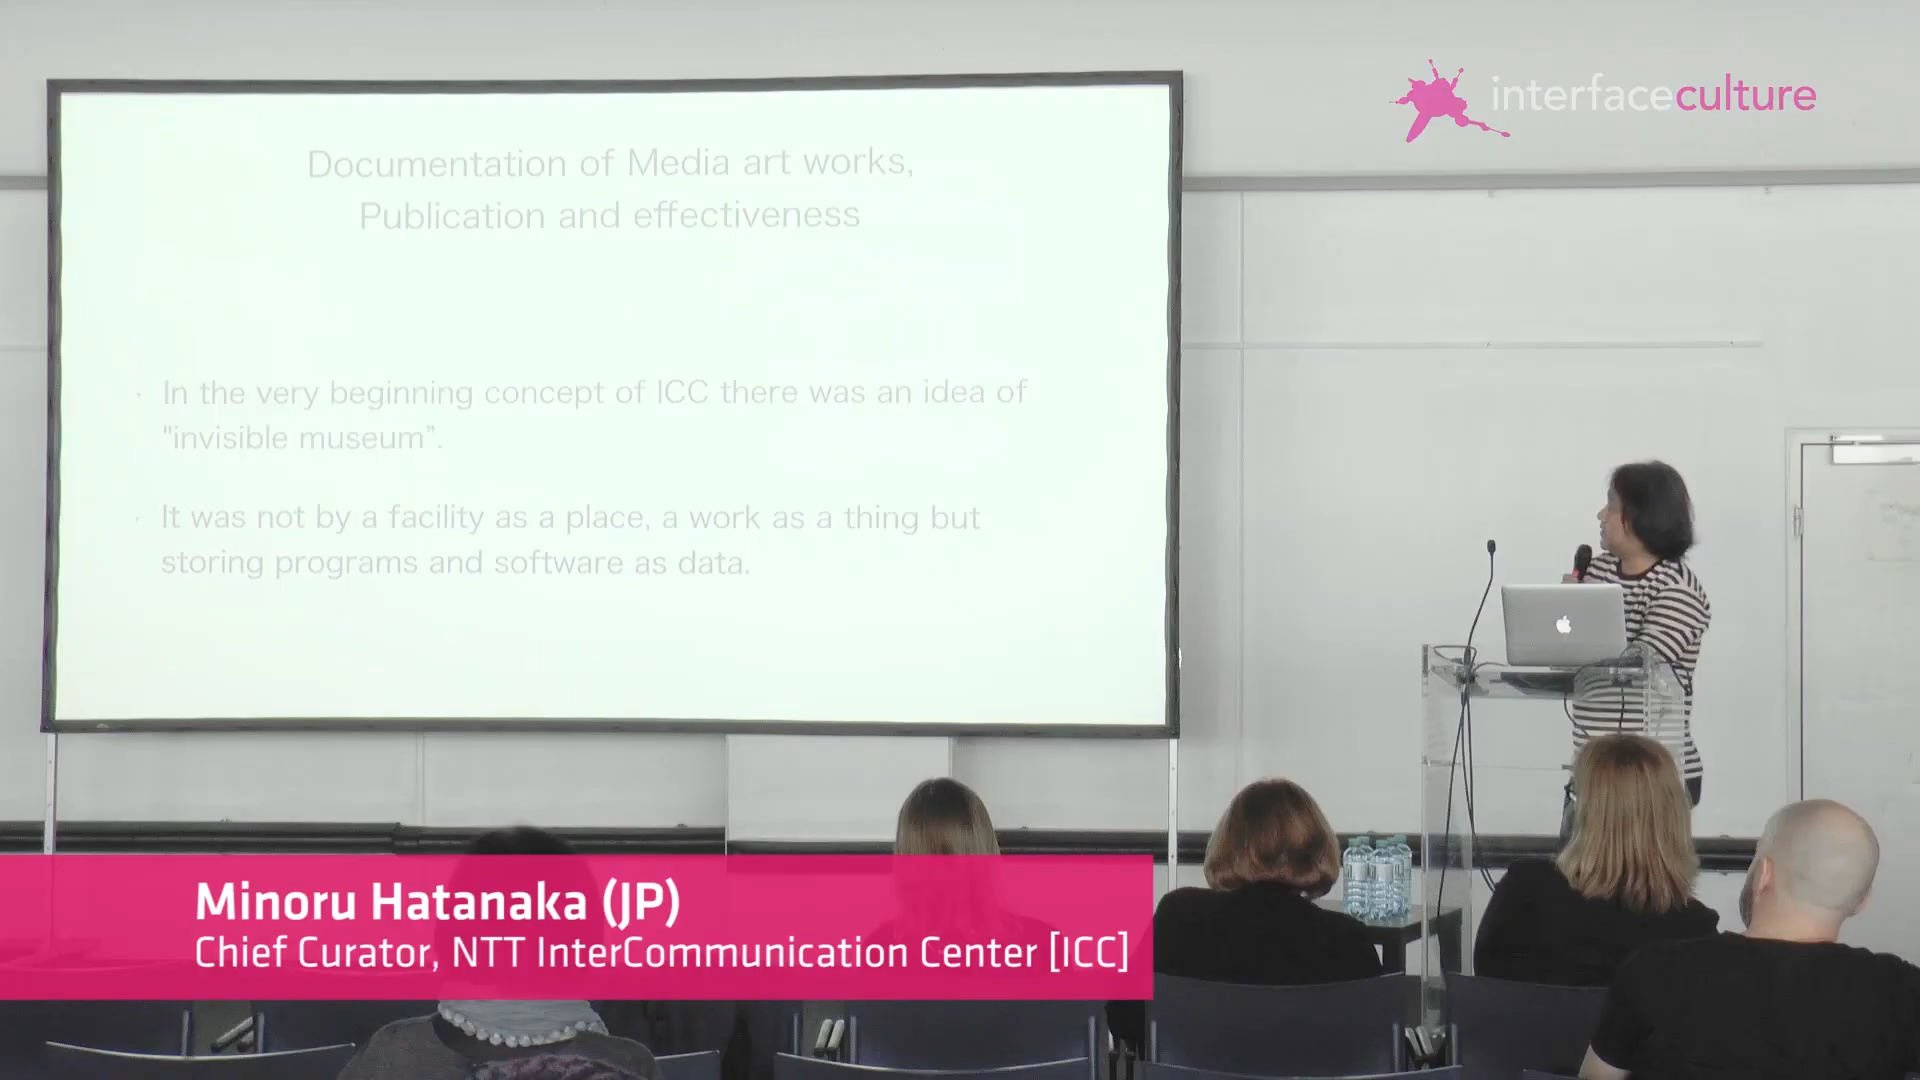 interfaceculture
Documentation of Media art works,
Publication and effectiveness
· In the very beginning concept of ICC there was an idea of
"invisible museum”.
· It was not by a facility as a place, a work as a thing but
storing programs and software as data.
Minoru Hatanaka (JP)
Chief Curator, NTT InterCommunication Center [ICC]